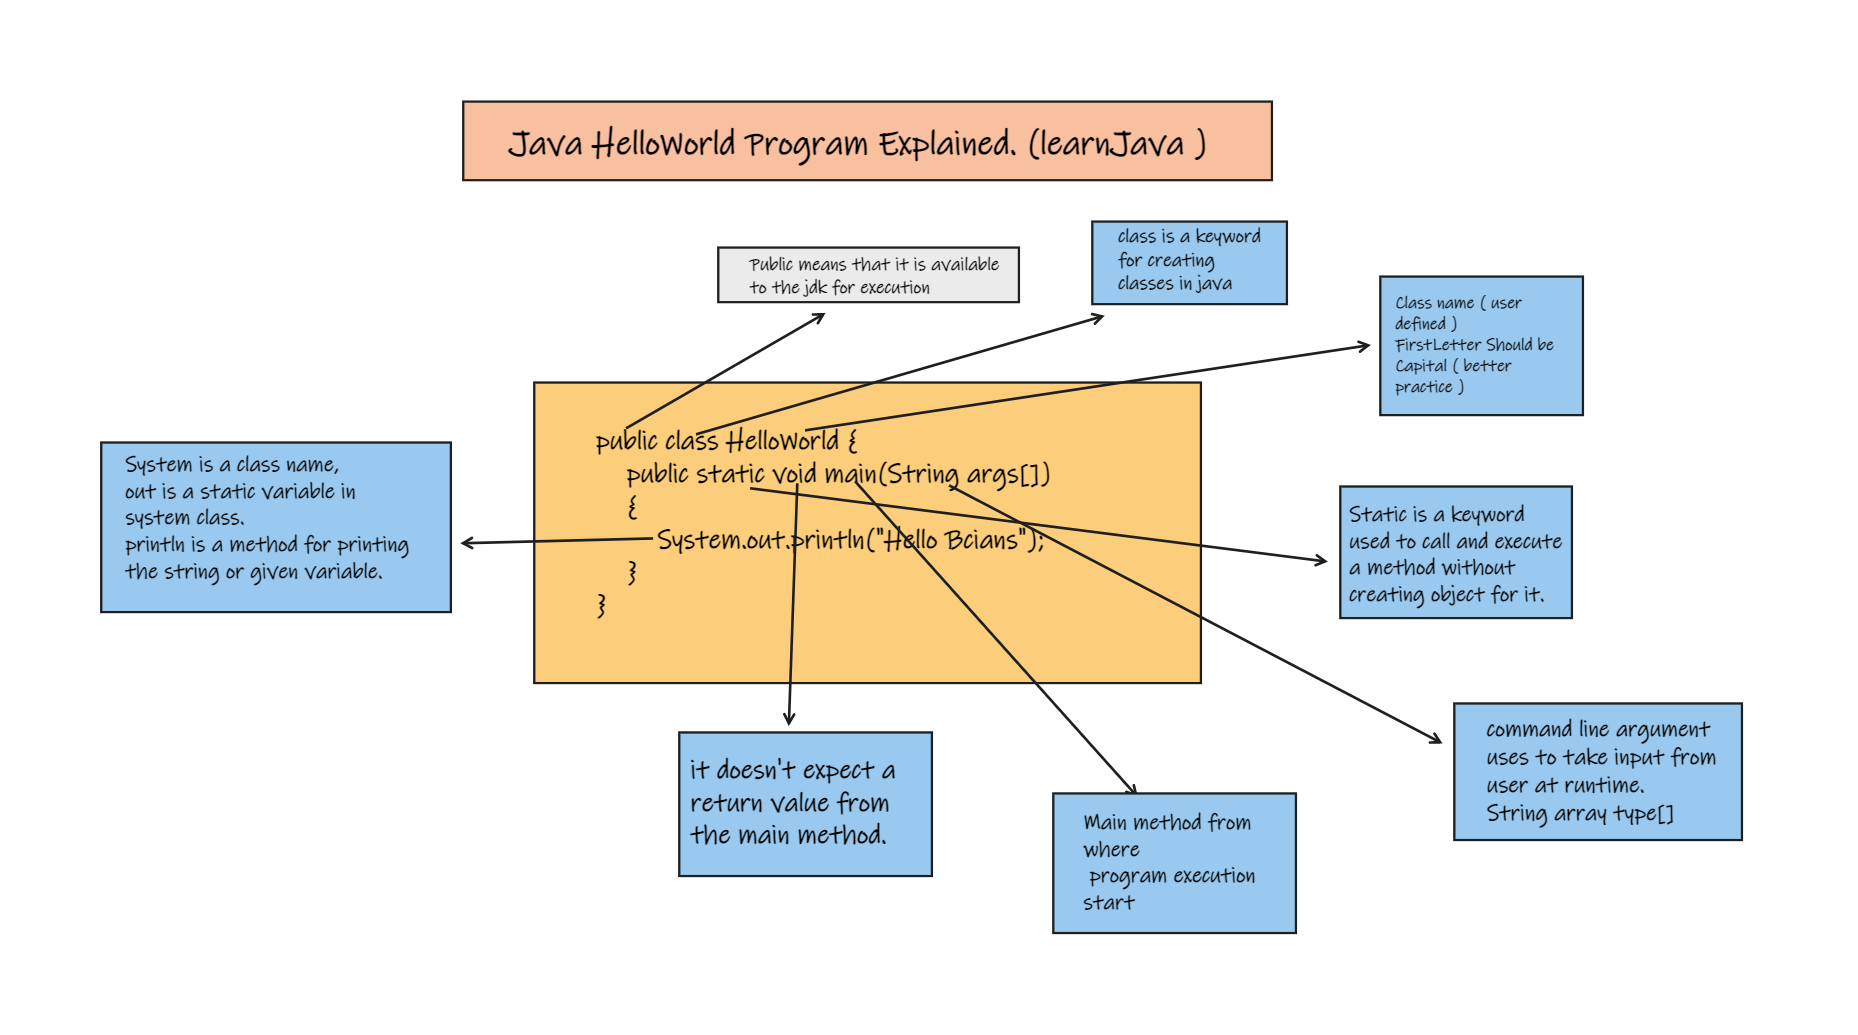 Java HelloWorld Program Explained. (learnJava )
Public means that it is available
to the jdk for execution
class is a keyword
for creating
classes in java
Class name ( user
defined )
FirstLetter Should be
Capital ( better
practice )
public class HelloWorld {
public static void main(String args[])
{
System.out.println("Hello Bcians");
}
}
System is a class name,
out is a static variable in
system class.
println is a method for printing
the string or given variable.
Static is a keyword
used to call and execute
a method without
creating object for it.
it doesn't expect a
return value from
the main method.
Main method from
where
program execution
start
command line argument
uses to take input from
user at runtime.
String array type[]